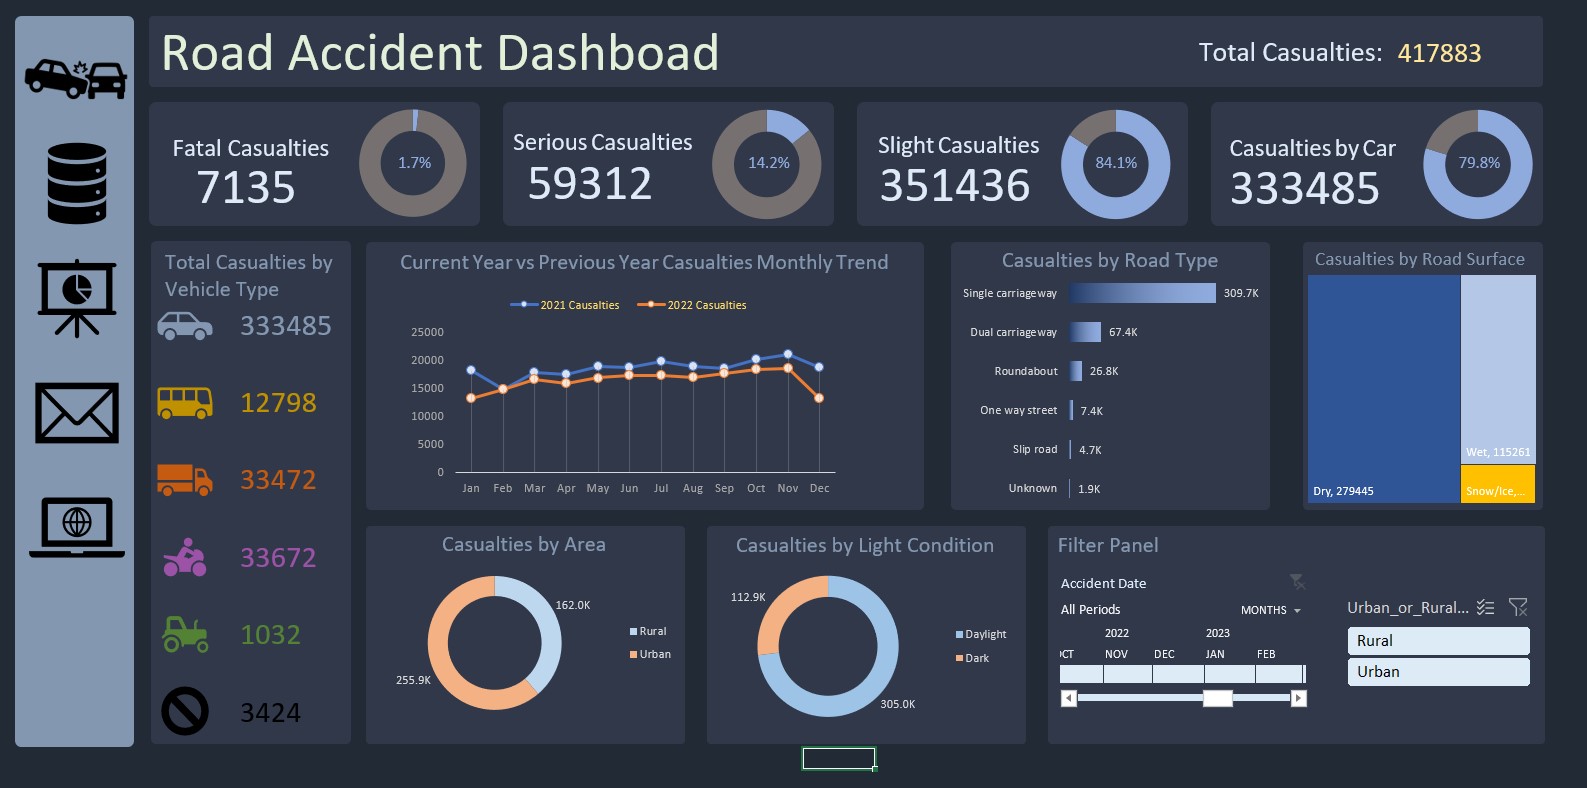 Road Accident Dashboad
Total Casualties: 417883
Fatal Casualties
7135
1.7%
Serious Casualties
59312
14.2%
Slight Casualties
351436
84.1%
Casualties by Car
333485
79.8%
Total Casualties by
Vehicle Type
333485
12798
33472
33672
1032
3424
Current Year vs Previous Year Casualties Monthly Trend
2021 Causalties
2022 Casualties
25000
20000
15000
10000
5000
0
Jan Feb Mar Apr May Jun Jul Aug Sep Oct Nov Dec
Casualties by Road Type
Single carriageway 309.7K
Dual carriageway 67.4K
Roundabout 26.8K
One way street 7.4K
Slip road 4.7K
Unknown 1.9K
Casualties by Road Surface
Wet, 115261
Dry, 279445
Snow/Ice,...
Casualties by Area
162.0K
Rural
Urban
255.9K
Casualties by Light Condition
112.9K
Daylight
Dark
305.0K
Filter Panel
Accident Date
All Periods
MONTHS
2022 2023
CT NOV DEC JAN FEB
Urban_or_Rural...
Rural
Urban